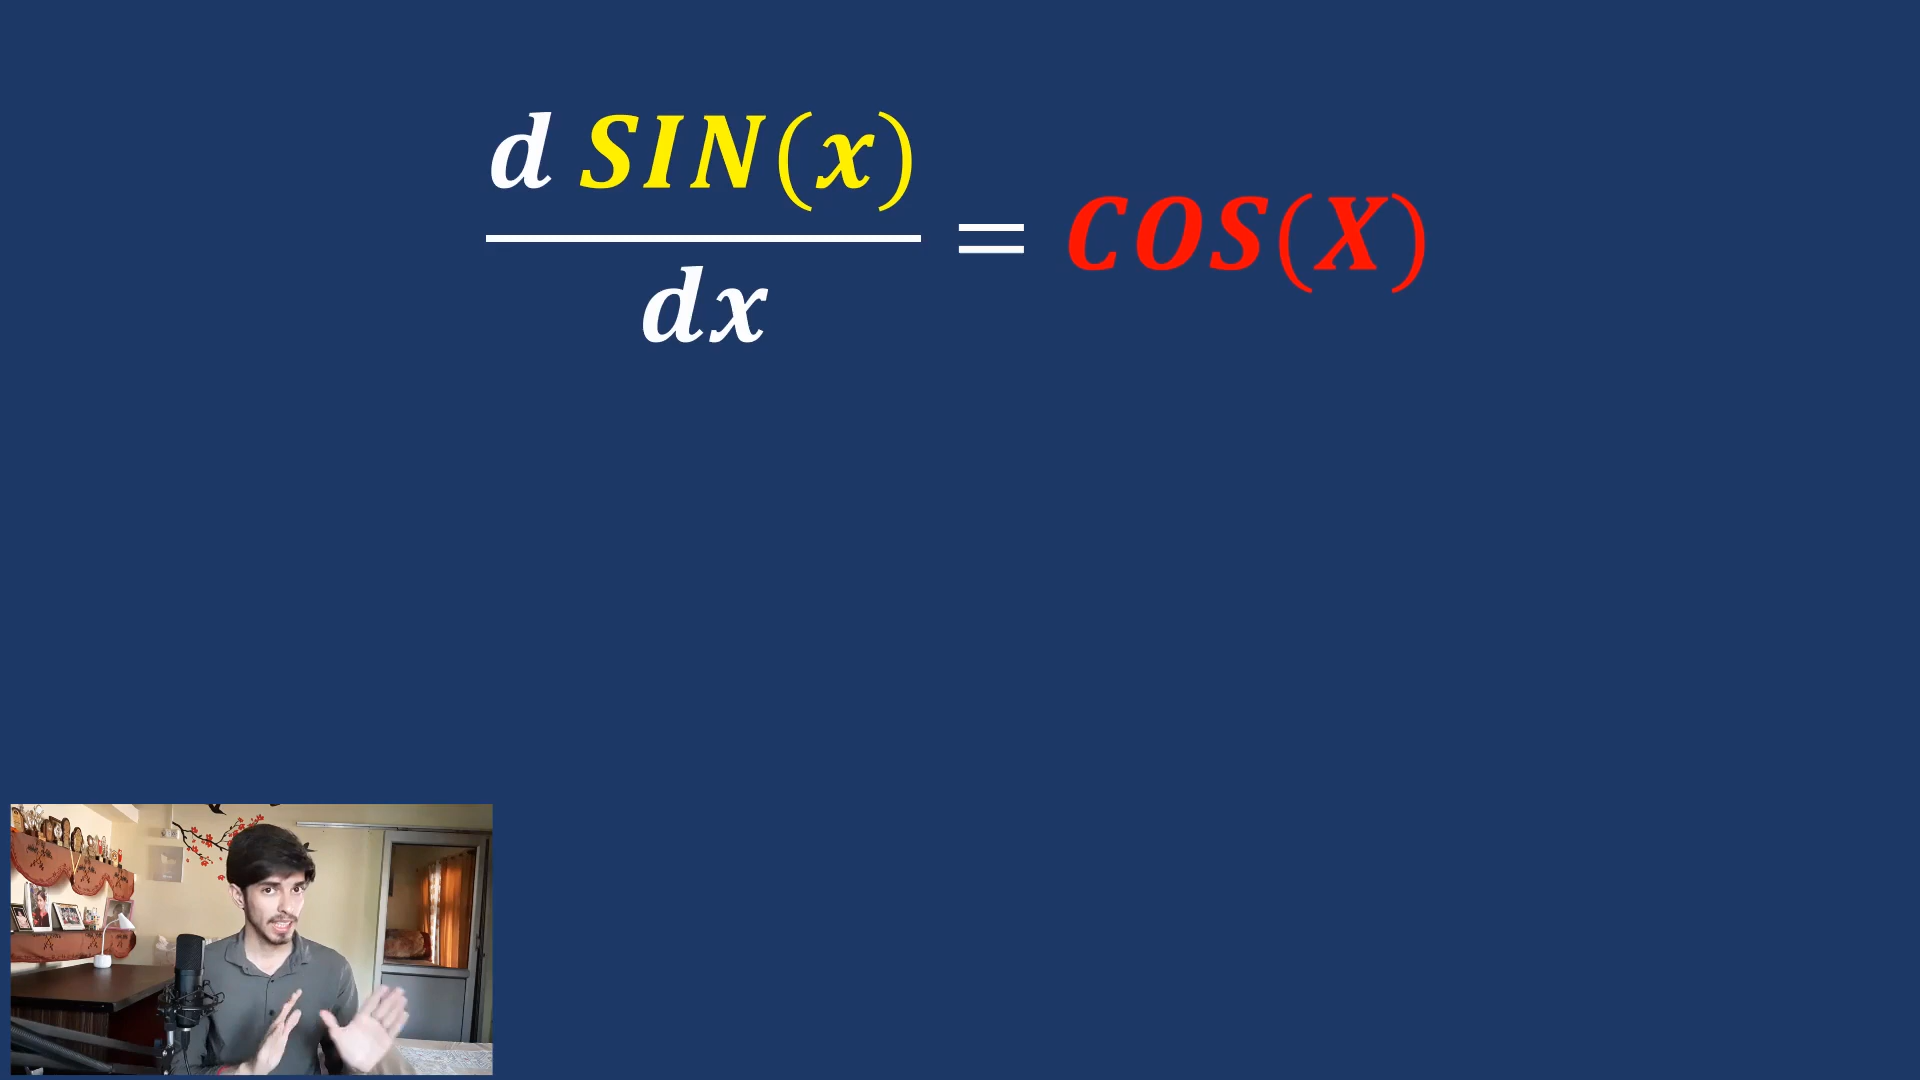 d SIN(x)
dx
= COS(X)